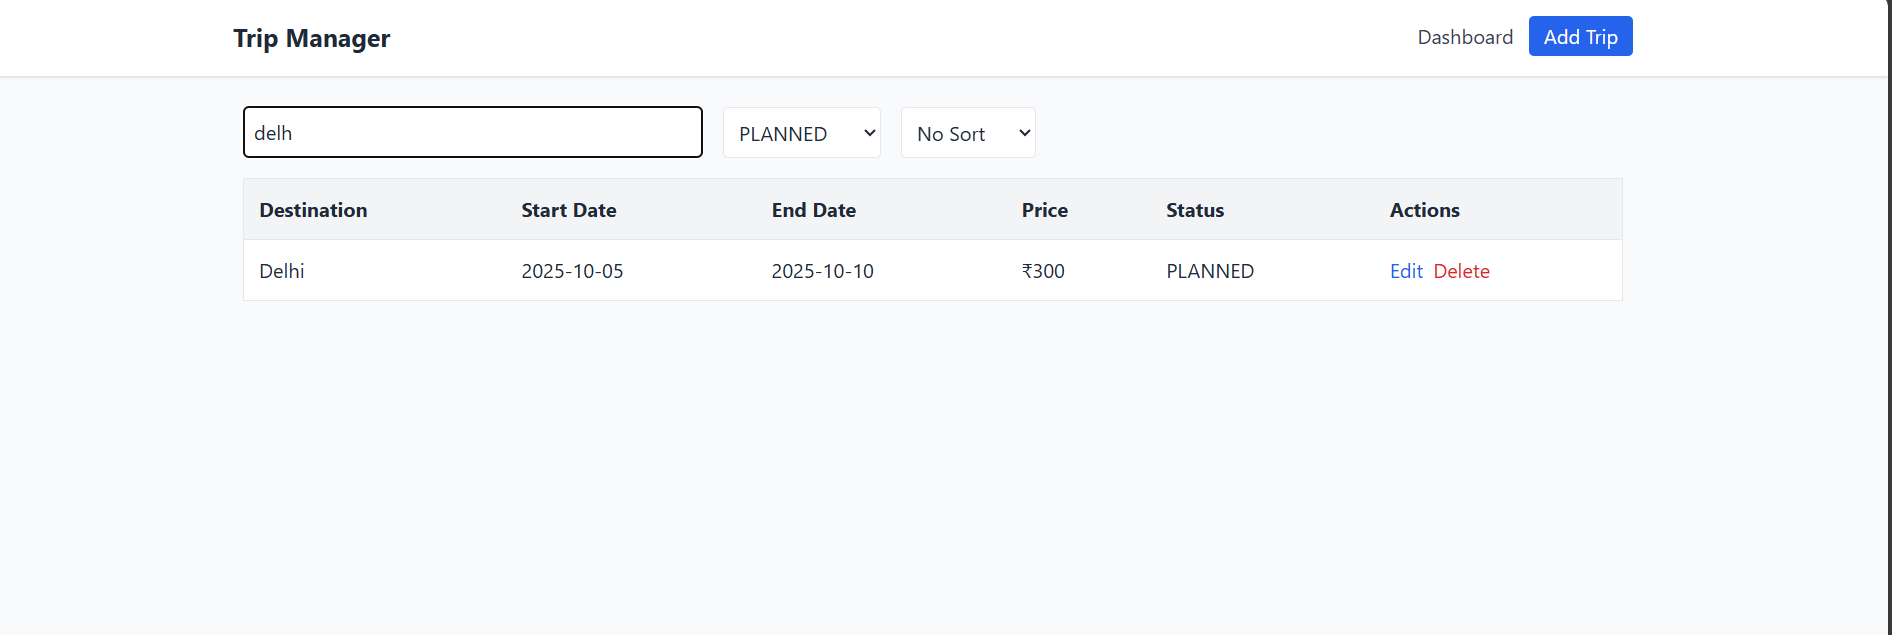 Trip Manager Dashboard Add Trip
delh PLANNED No Sort
Destination Start Date End Date Price Status Actions
Delhi 2025-10-05 2025-10-10 ₹300 PLANNED Edit Delete